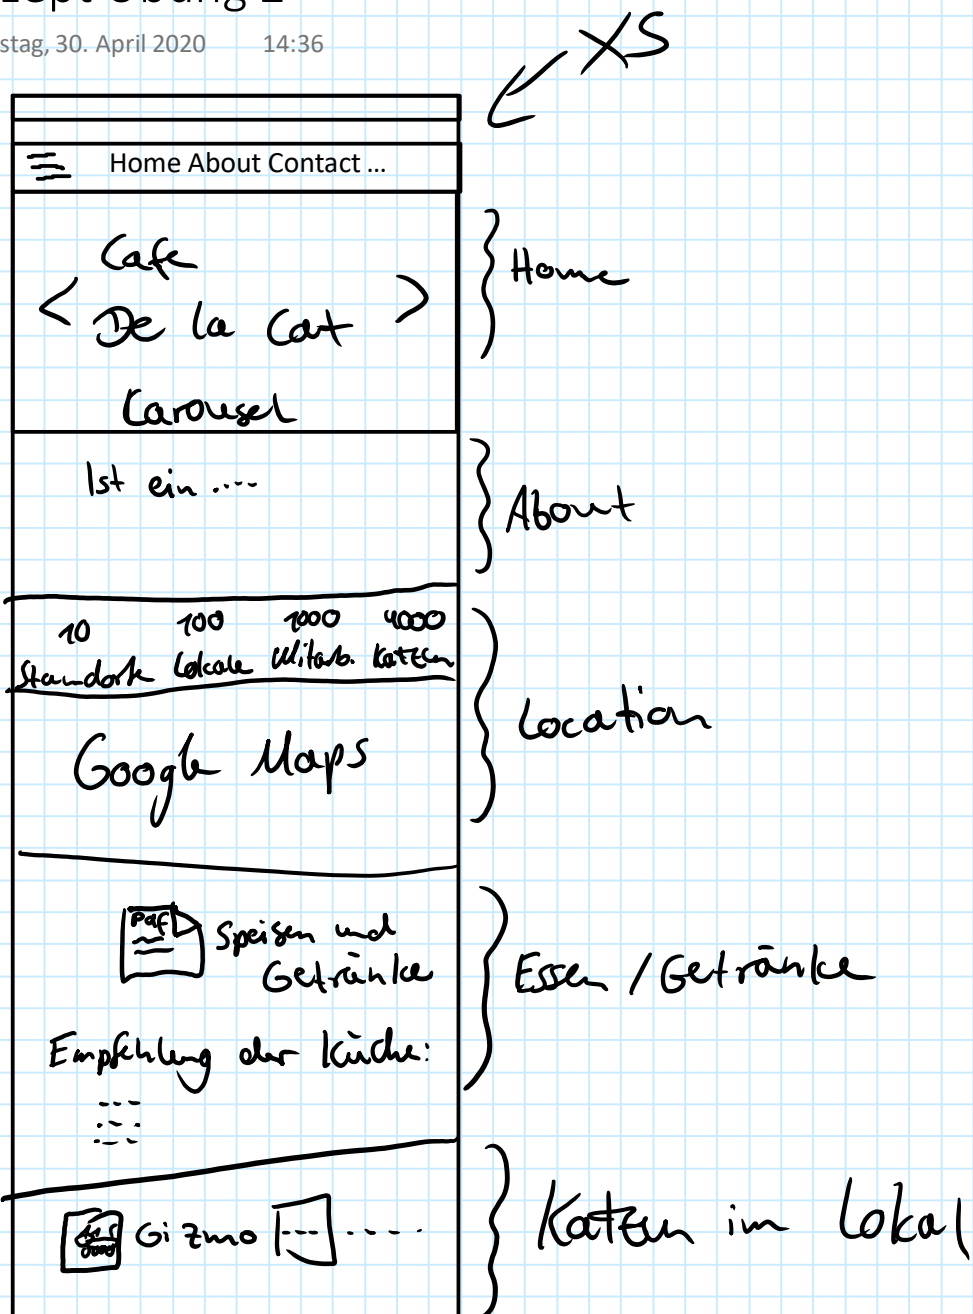 stag, 30. April 2020 14:36
XS
Home About Contact ...
Cafe
< De la Cat >
Carousel
Home
Ist ein ....
About
10 100 1000 4000
Standorte Lokale Mitarb. Katzen
Google Maps
Location
Pdf
Speisen und
Getränke
Essen / Getränke
Empfehlung der Küche:
Gizmo
Katzen im Lokal